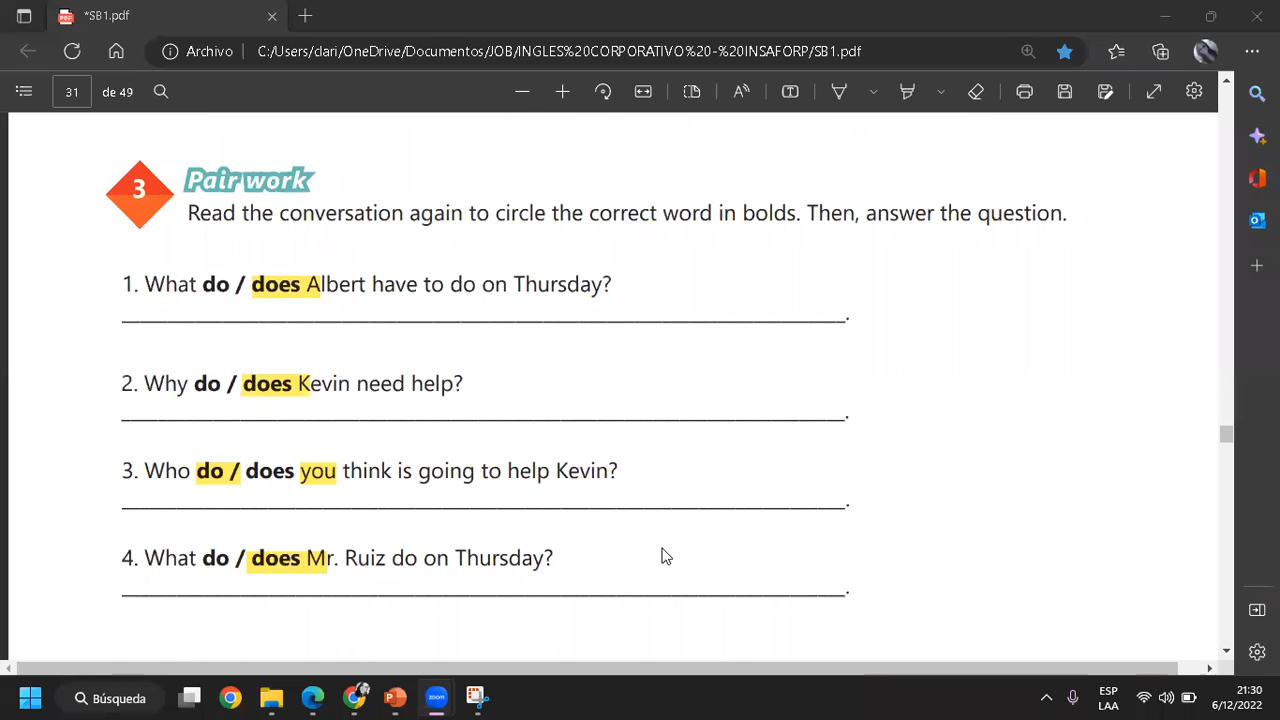 *SB1.pdf
Archivo C:/Users/clari/OneDrive/Documentos/JOB/INGLES%20CORPORATIVO%20-%20INSAFORP/SB1.pdf
31 de 49
3 Pair work
Read the conversation again to circle the correct word in bolds. Then, answer the question.
1. What do / does Albert have to do on Thursday?
2. Why do / does Kevin need help?
3. Who do / does you think is going to help Kevin?
4. What do / does Mr. Ruiz do on Thursday?
Búsqueda
zoom
ESP
LAA
21:30
6/12/2022